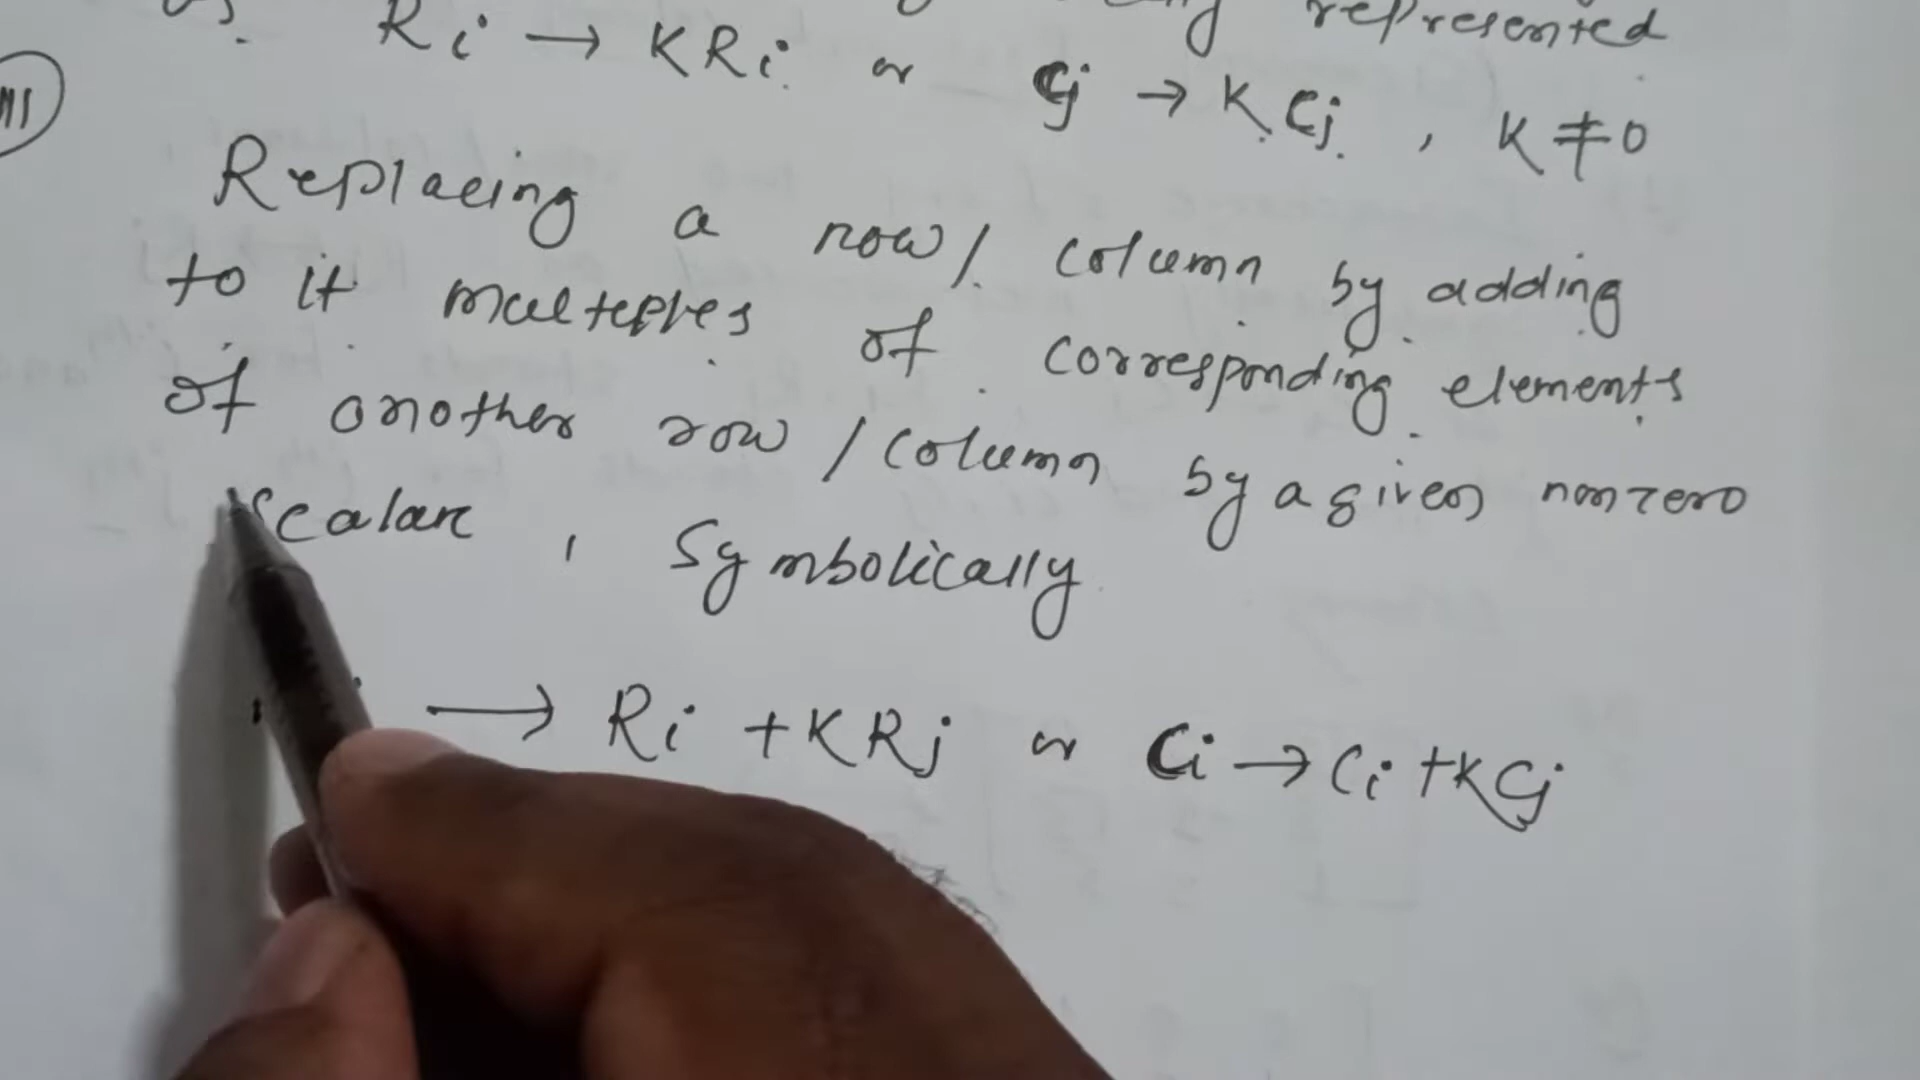 represented
Ri → KRi or Cj → KCj, K ≠ 0
III
Replacing a row/column by adding
to it multiples of corresponding elements
of another row/column by a given nonzero
scalar, Symbolically
→ Ri + KRj or Ci → Ci + KCj